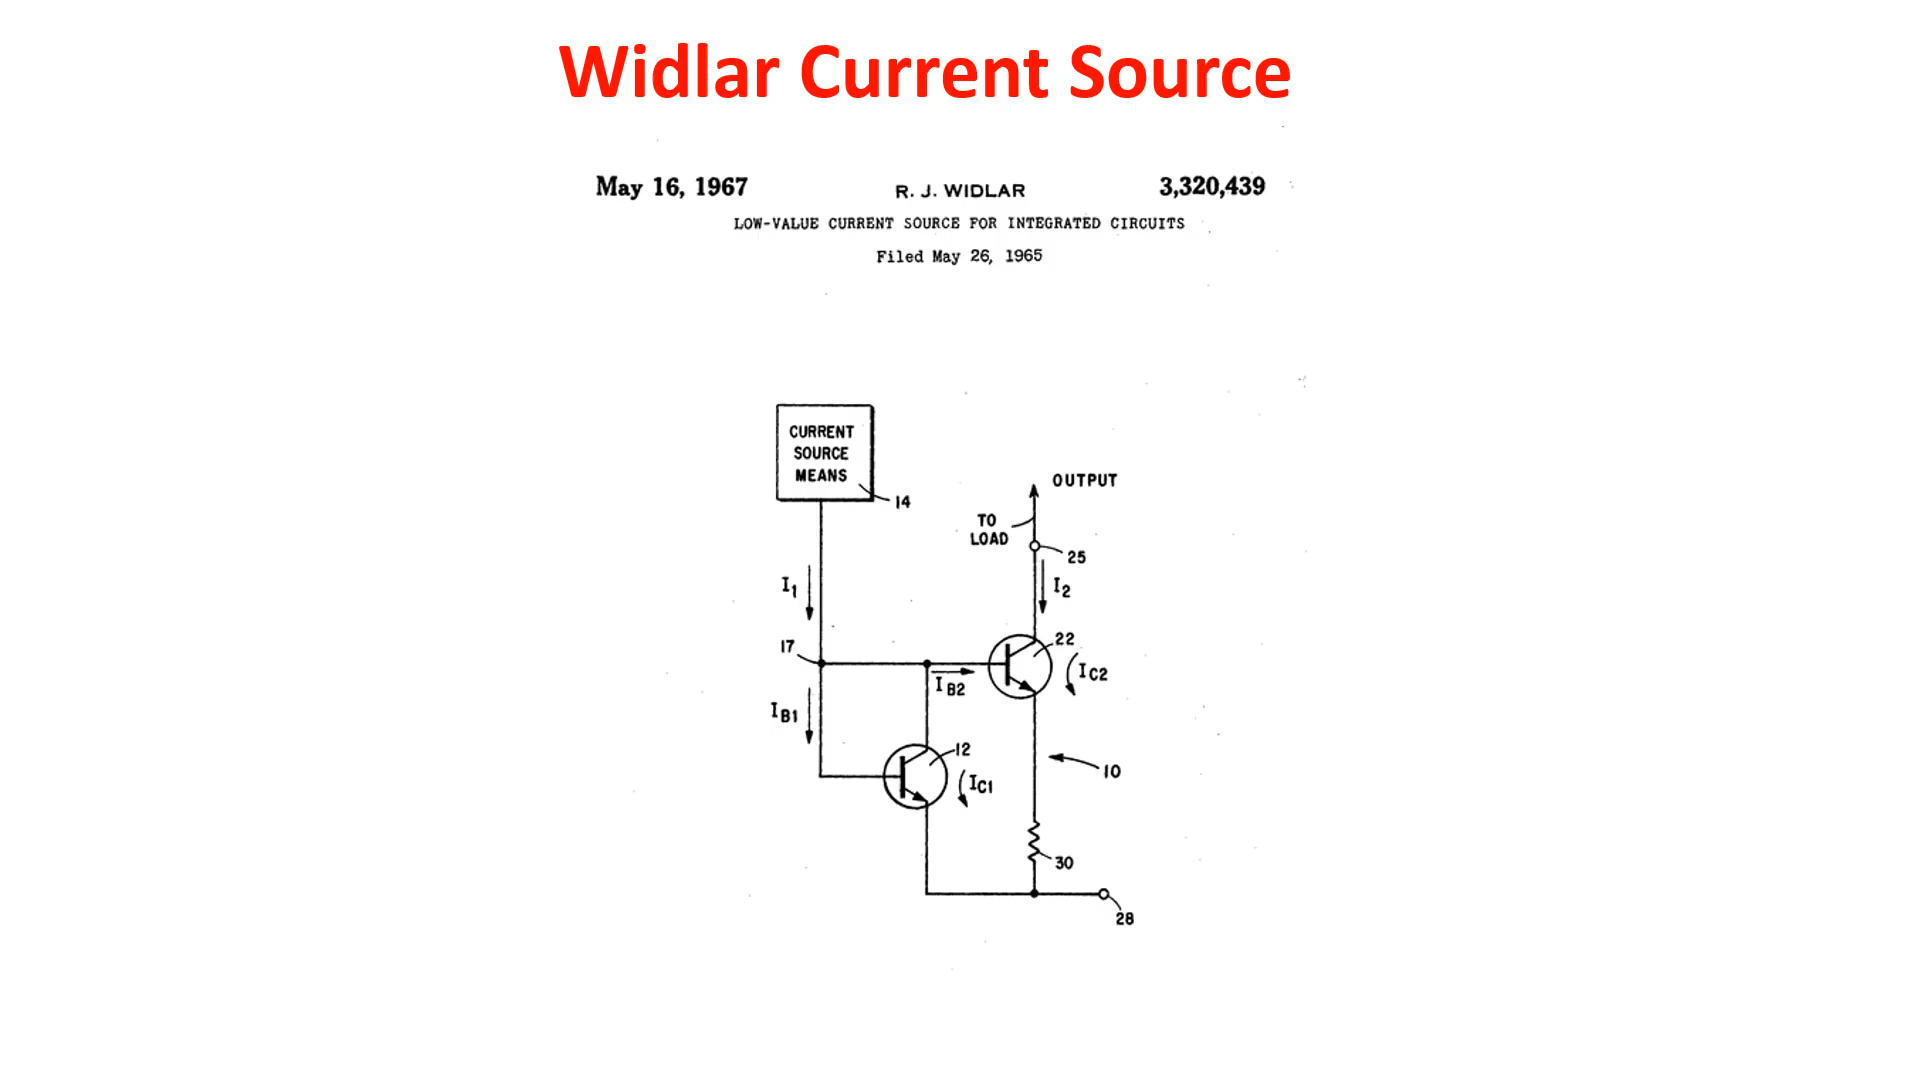 Widlar Current Source
May 16, 1967
R. J. WIDLAR
3,320,439
LOW-VALUE CURRENT SOURCE FOR INTEGRATED CIRCUITS
Filed May 26, 1965
CURRENT
SOURCE
MEANS
14
OUTPUT
TO
LOAD
25
I1
I2
17
22
IB2
IC2
IB1
12
IC1
10
30
28